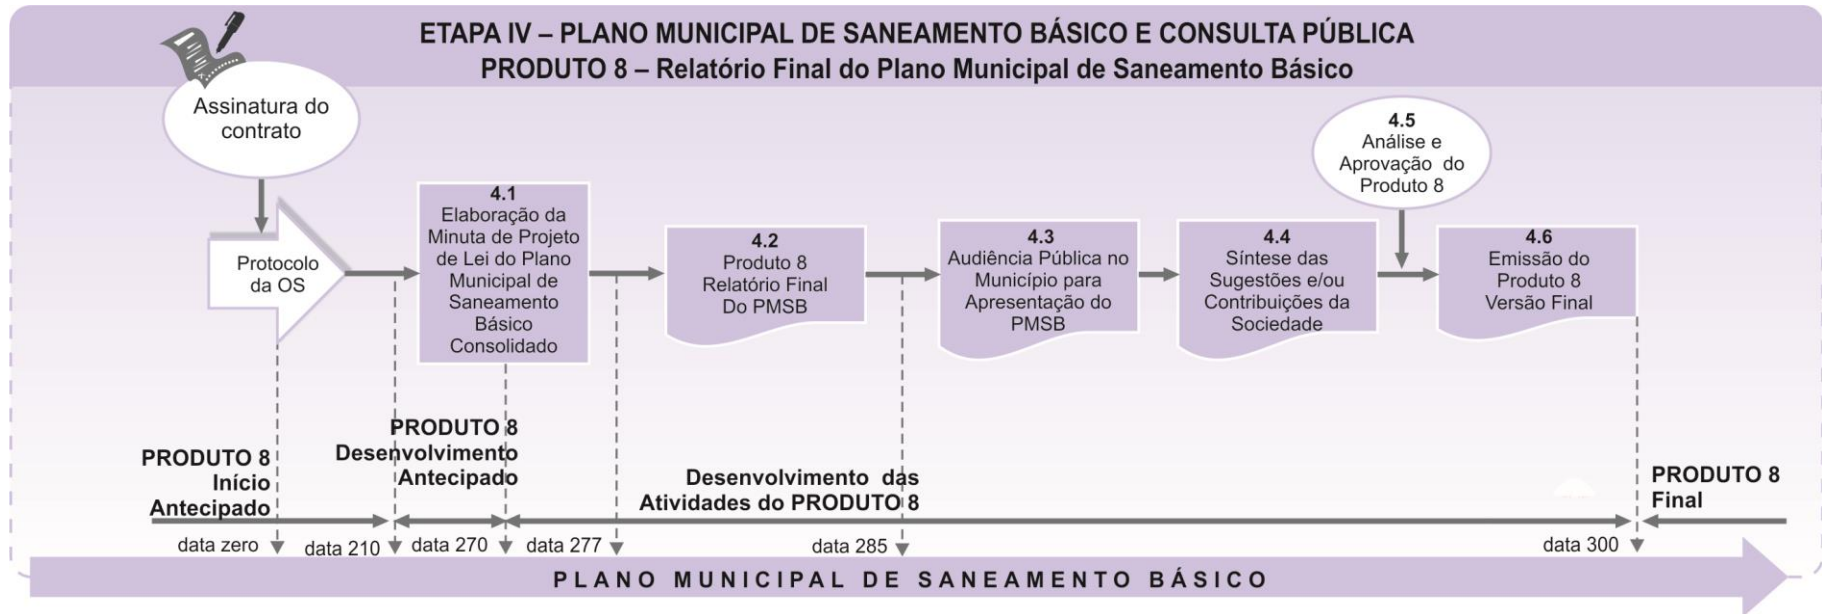 ETAPA IV – PLANO MUNICIPAL DE SANEAMENTO BÁSICO E CONSULTA PÚBLICA
PRODUTO 8 – Relatório Final do Plano Municipal de Saneamento Básico
Assinatura do
contrato
Protocolo
da OS
4.1
Elaboração da
Minuta de Projeto
de Lei do Plano
Municipal de
Saneamento
Básico
Consolidado
4.2
Produto 8
Relatório Final
Do PMSB
4.3
Audiência Pública no
Município para
Apresentação do
PMSB
4.4
Síntese das
Sugestões e/ou
Contribuições da
Sociedade
4.5
Análise e
Aprovação do
Produto 8
4.6
Emissão do
Produto 8
Versão Final
PRODUTO 8
Início
Antecipado
PRODUTO 8
Desenvolvimento
Antecipado
Desenvolvimento das
Atividades do PRODUTO 8
PRODUTO 8
Final
data zero
data 210
data 270
data 277
data 285
data 300
PLANO MUNICIPAL DE SANEAMENTO BÁSICO